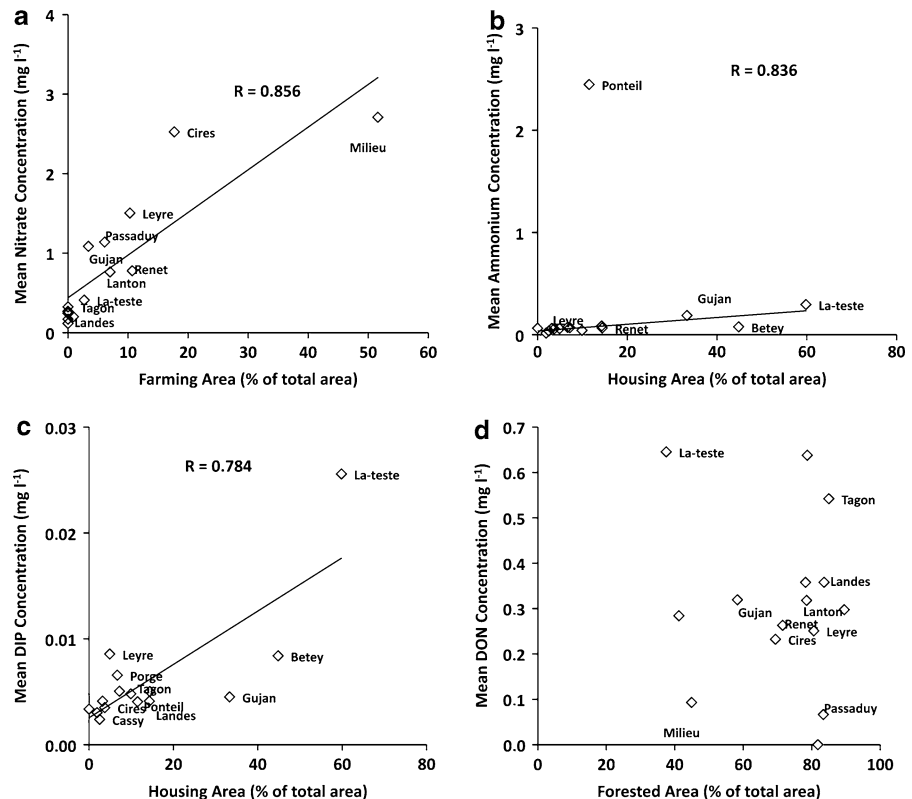 a
Mean Nitrate Concentration (mg l-1)
4
3
2
1
0
R = 0.856
Cires
Milieu
Leyre
Passaduy
Gujan
Renet
Lanton
La-teste
Tagon
Landes
0 10 20 30 40 50 60
Farming Area (% of total area)
b
Mean Ammonium Concentration (mg l-1)
3
2
1
0
R = 0.836
Ponteil
Gujan
La-teste
Leyre
Renet
Betey
0 20 40 60 80
Housing Area (% of total area)
c
Mean DIP Concentration (mg l-1)
0.03
0.02
0.01
0.00
R = 0.784
La-teste
Leyre
Betey
Porge
Tagon
Gujan
Cires
Ponteil
Landes
Cassy
0 20 40 60 80
Housing Area (% of total area)
d
Mean DON Concentration (mg l-1)
0.7
0.6
0.5
0.4
0.3
0.2
0.1
0.0
La-teste
Tagon
Landes
Gujan
Lanton
Renet
Leyre
Cires
Passaduy
Milieu
0 20 40 60 80 100
Forested Area (% of total area)